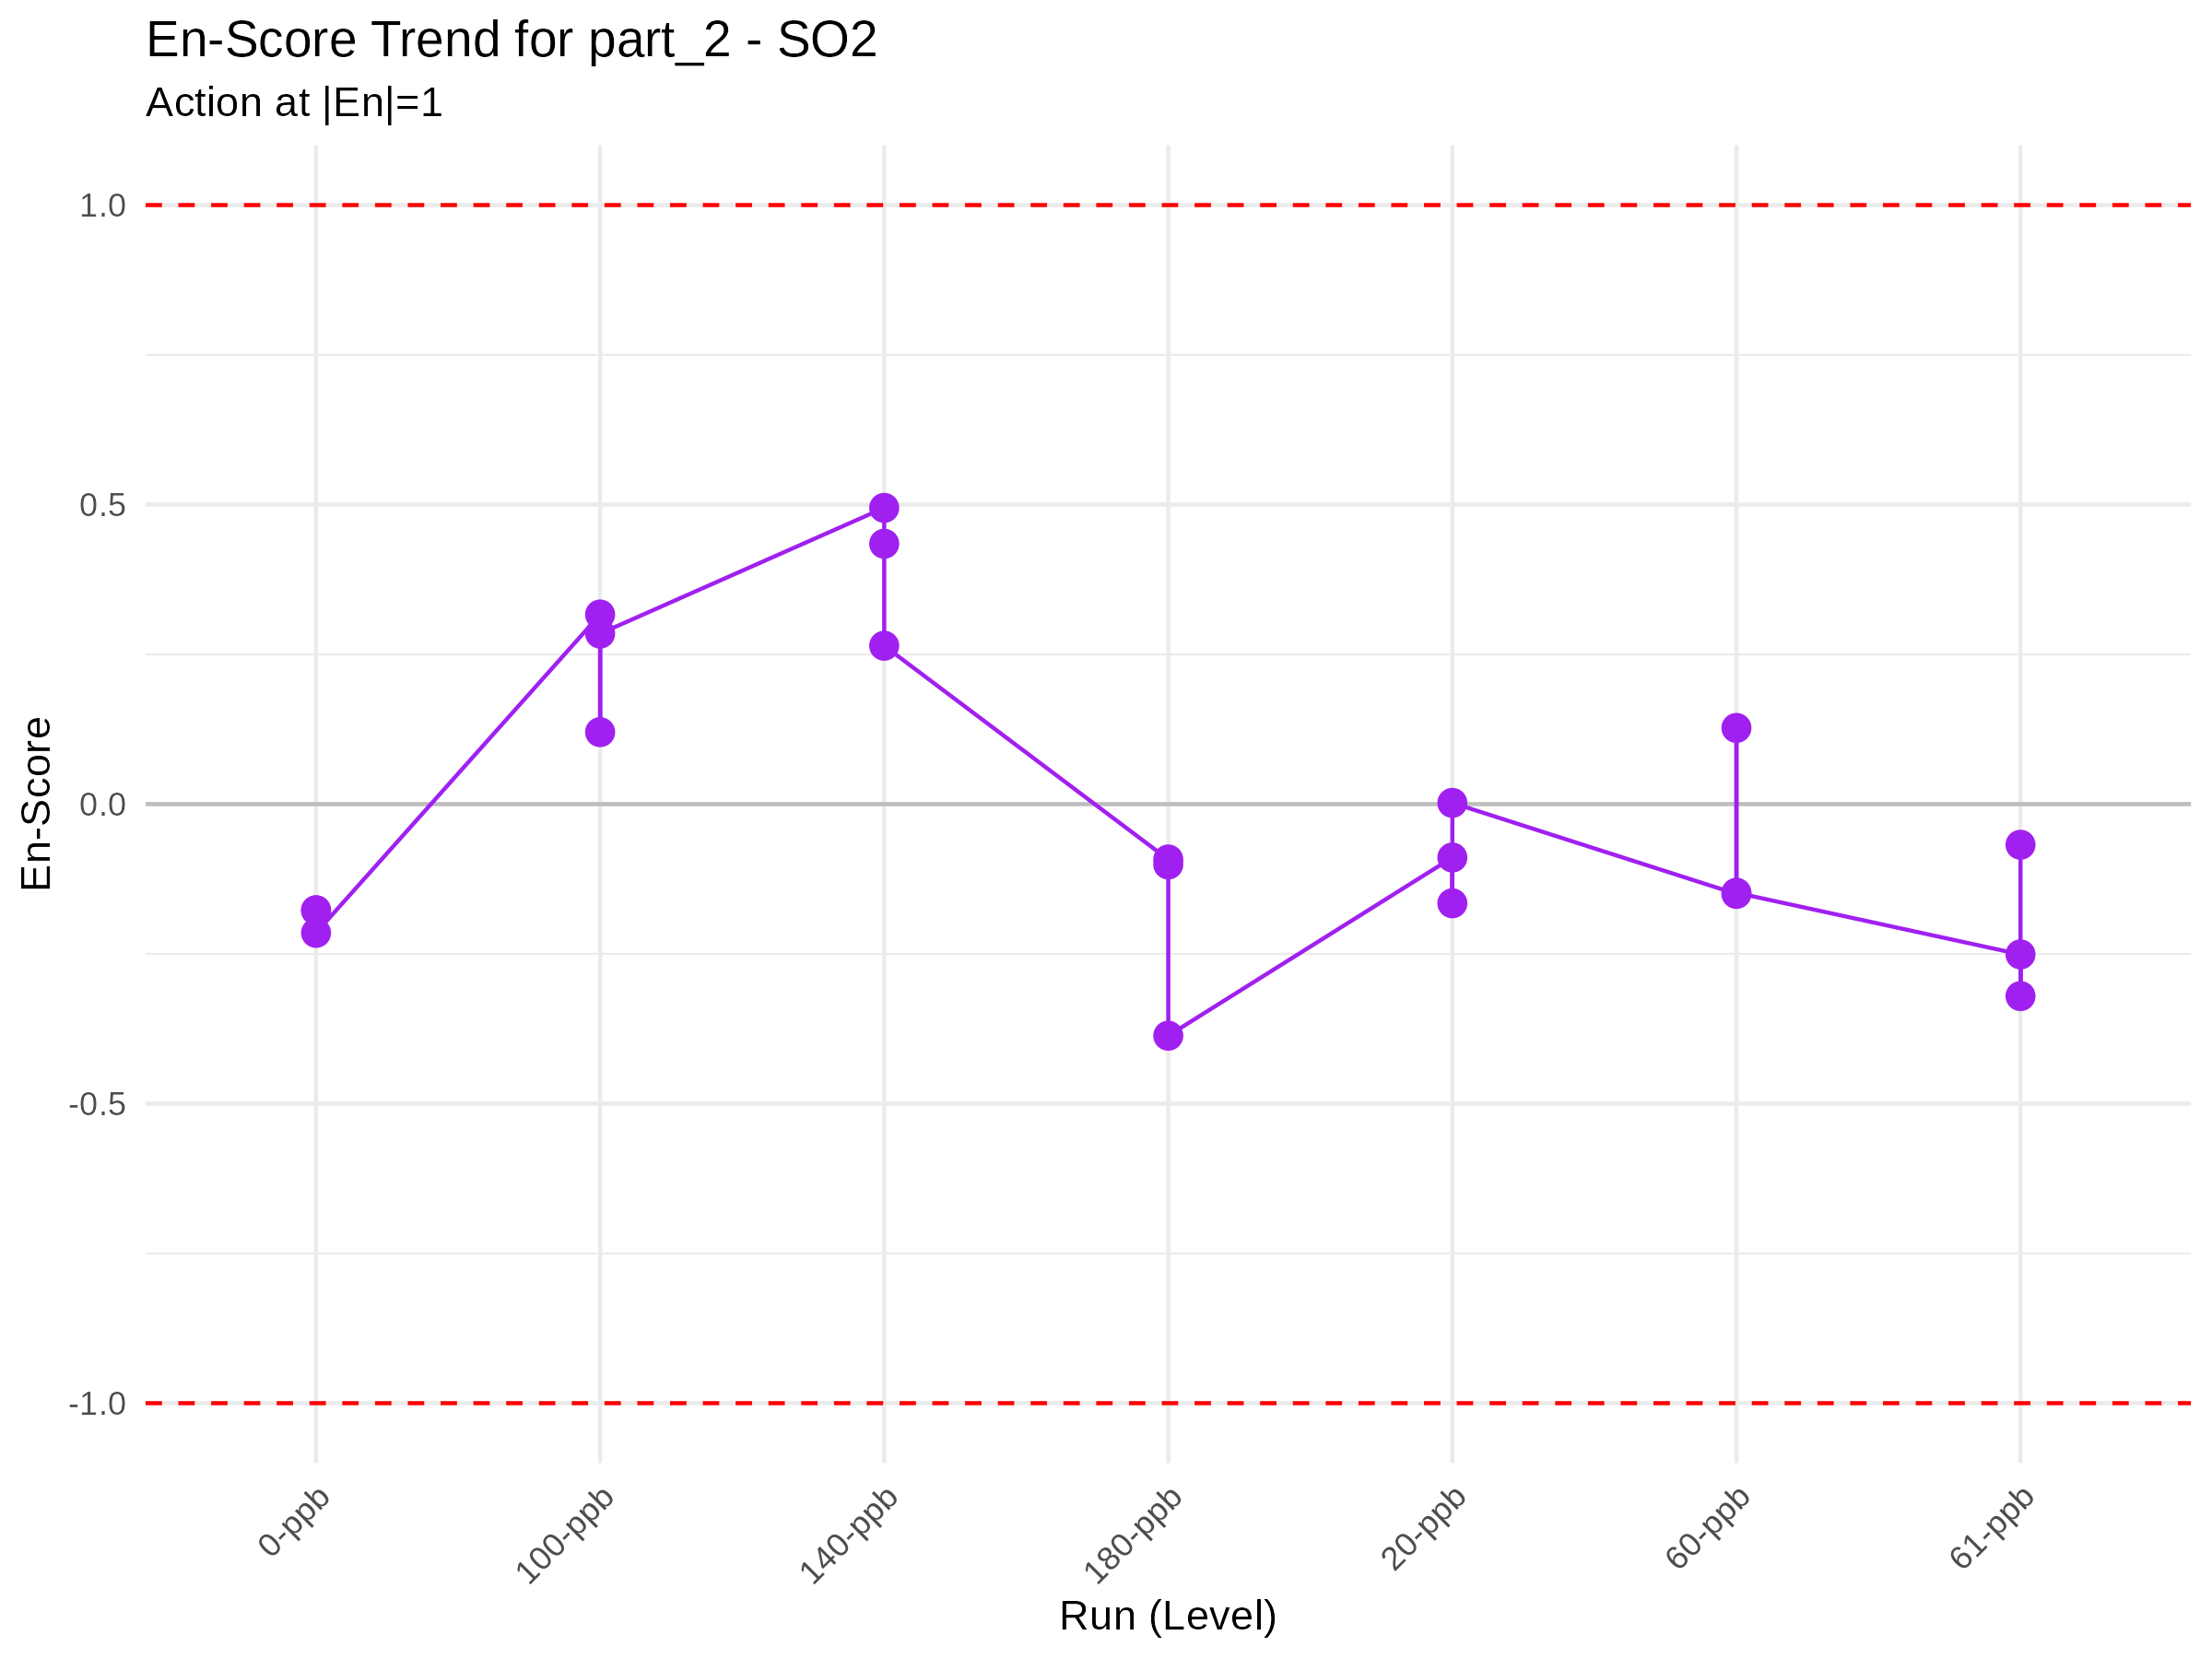 En-Score Trend for part_2 - SO2
Action at |En|=1
1.0
0.5
0.0
-0.5
-1.0
En-Score
0-ppb
100-ppb
140-ppb
180-ppb
20-ppb
60-ppb
61-ppb
Run (Level)